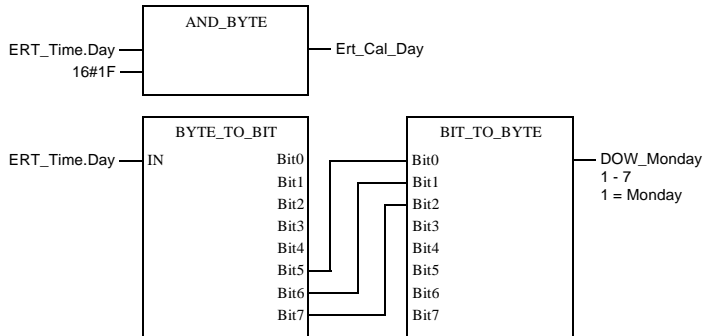 AND_BYTE
ERT_Time.Day
Ert_Cal_Day
16#1F
BYTE_TO_BIT
BIT_TO_BYTE
ERT_Time.Day
IN
Bit0
Bit1
Bit2
Bit3
Bit4
Bit5
Bit6
Bit7
Bit0
Bit1
Bit2
Bit3
Bit4
Bit5
Bit6
Bit7
DOW_Monday
1 - 7
1 = Monday